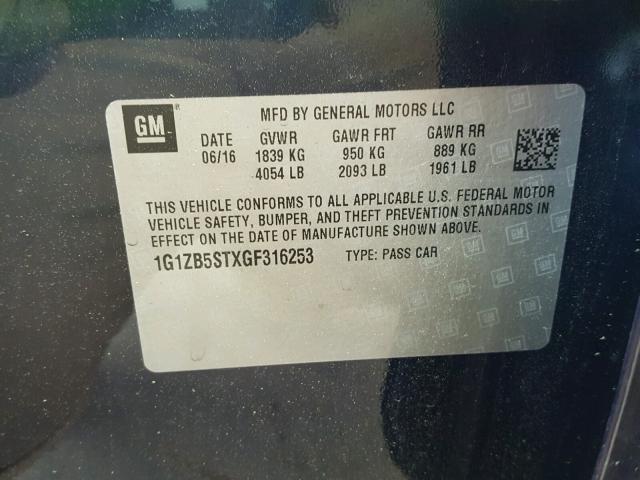 GM
MFD BY GENERAL MOTORS LLC
DATE GVWR GAWR FRT GAWR RR
06/16 1839 KG 950 KG 889 KG
4054 LB 2093 LB 1961 LB
THIS VEHICLE CONFORMS TO ALL APPLICABLE U.S. FEDERAL MOTOR
VEHICLE SAFETY, BUMPER, AND THEFT PREVENTION STANDARDS IN
EFFECT ON THE DATE OF MANUFACTURE SHOWN ABOVE.
1G1ZB5STXGF316253 TYPE: PASS CAR